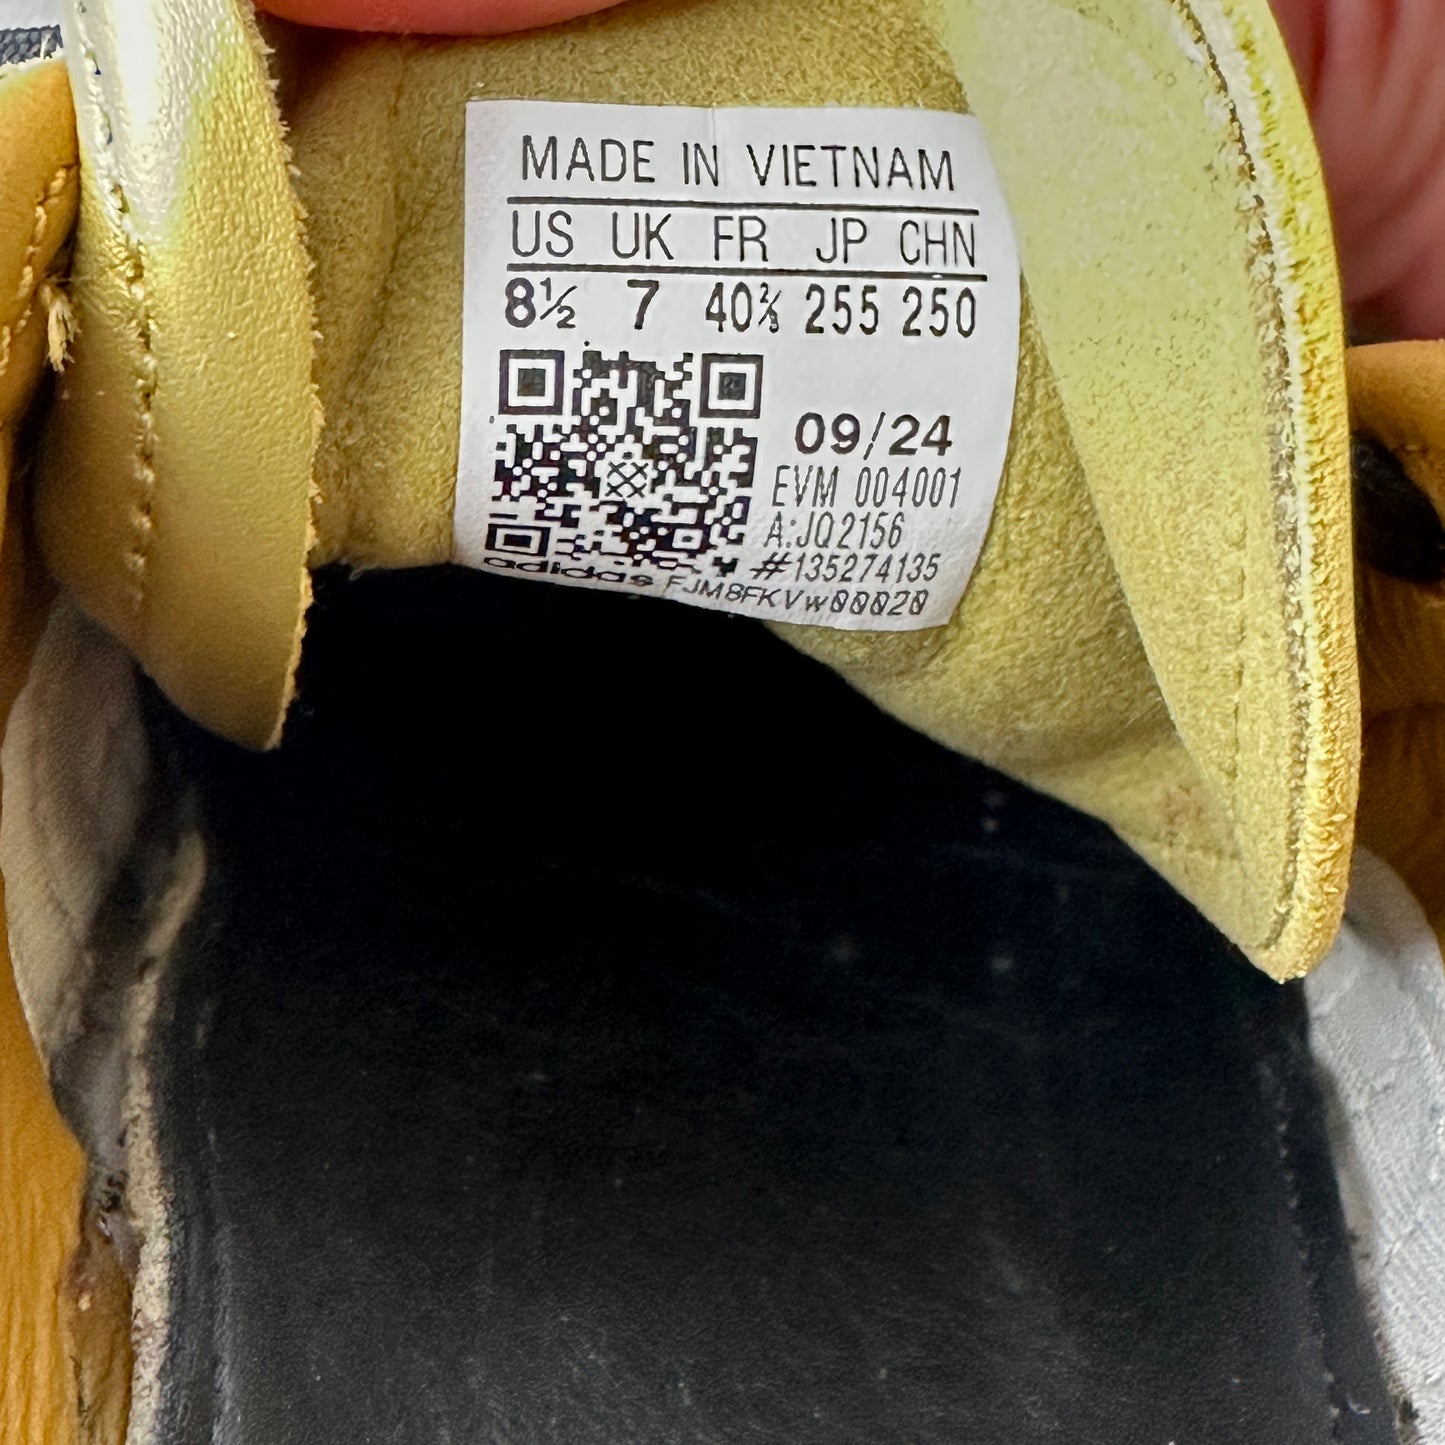 MADE IN VIETNAM
US UK FR JP CHN
8½ 7 40⅔ 255 250
09/24
EVM 004001
A:JQ2156
#135274135
adidas FJM8FKVw00020